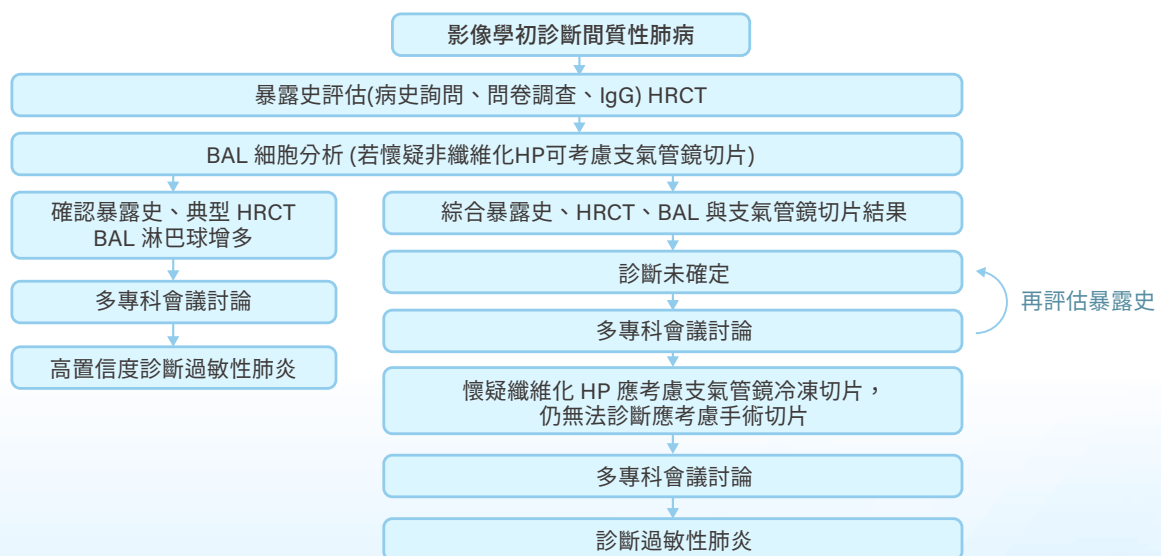 影像學初診斷間質性肺病
暴露史評估(病史詢問、問卷調查、IgG) HRCT
BAL 細胞分析 (若懷疑非纖維化HP可考慮支氣管鏡切片)
確認暴露史、典型 HRCT
BAL 淋巴球增多
多專科會議討論
高置信度診斷過敏性肺炎
綜合暴露史、HRCT、BAL 與支氣管鏡切片結果
診斷未確定
多專科會議討論
再評估暴露史
懷疑纖維化 HP 應考慮支氣管鏡冷凍切片，
仍無法診斷應考慮手術切片
多專科會議討論
診斷過敏性肺炎